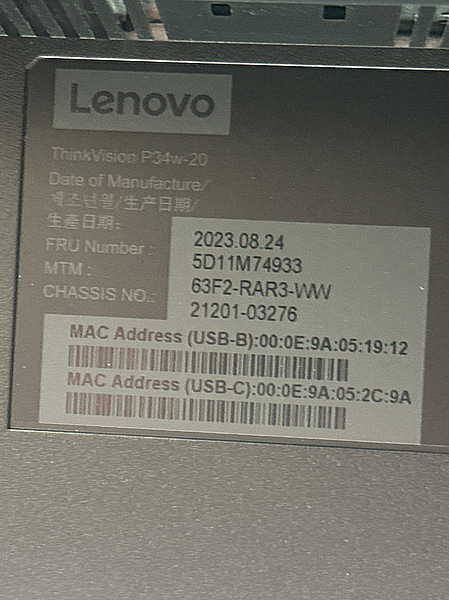 Lenovo
ThinkVision P34w-20
Date of Manufacture/
제조년월/生产日期/
生產日期: 2023.08.24
FRU Number : 5D11M74933
MTM : 63F2-RAR3-WW
CHASSIS NO.: 21201-03276
MAC Address (USB-B):00:0E:9A:05:19:12
MAC Address (USB-C):00:0E:9A:05:2C:9A